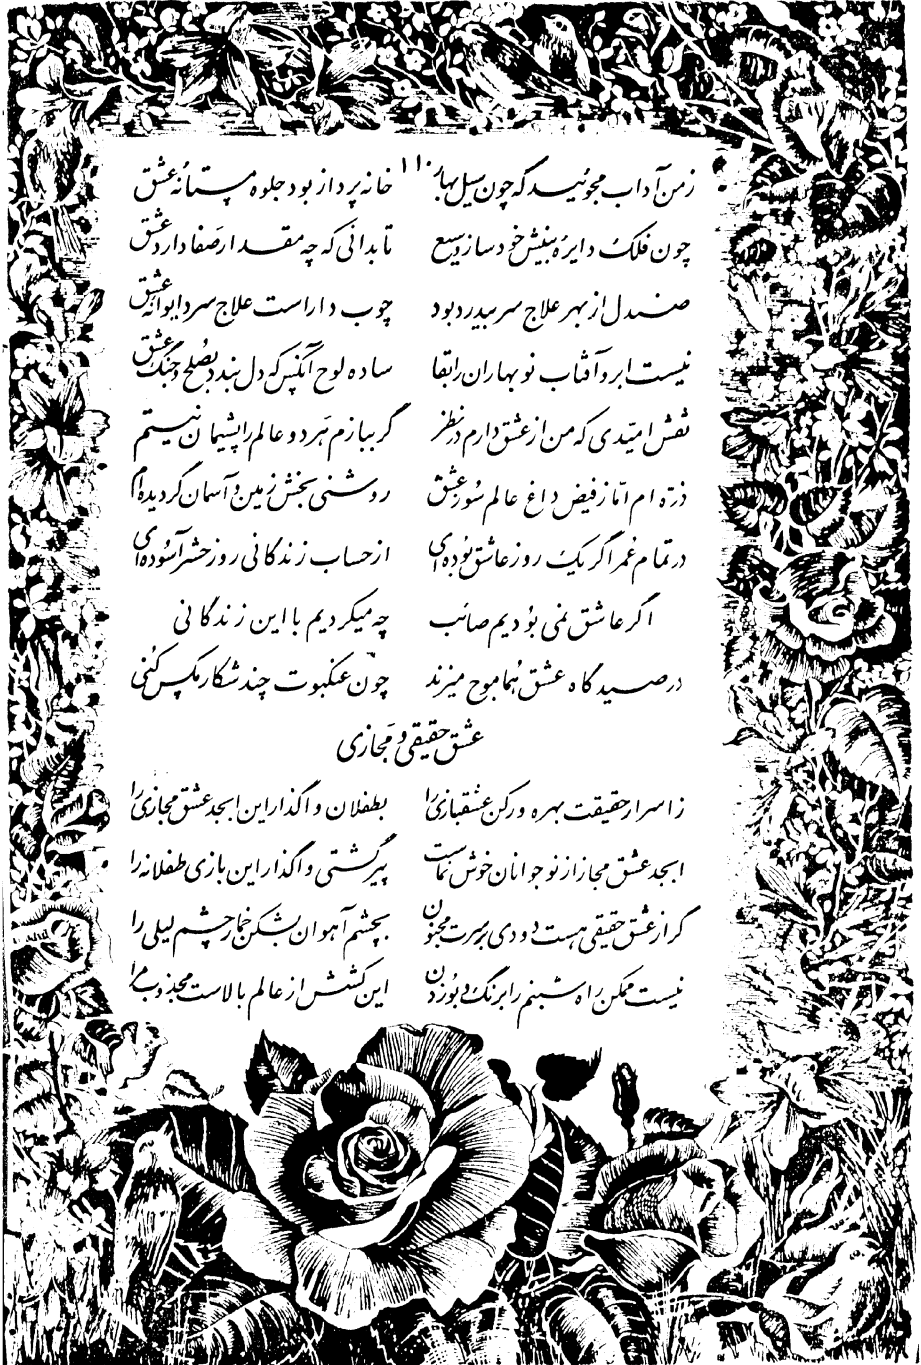 ۱۱۰
ز من آداب مجوئید که چون سیل بهار خانه پرداز بود جلوه مستانهٔ عشق
چون فلک دایرهٔ بینش خود ساز وسیع تا بدانی که چه مقدار صفا دارد عشق
صندل از بهر علاج سر بیدرد بود چوب دار است علاج سر دیوانهٔ عشق
نیست ابر و آفتاب نوبهاران را بقا ساده لوح آنکس که دل بندد بصلح و جنگ عشق
نقش امیدی که من از عشق دارم در نظر گر ببازم هر دو عالم را پشیمان نیستم
ذره ام اما ز فیض داغ عالم سوز عشق روشنی بخش زمین و آسمان گردیده ام
در تمام عمر اگر یک روز عاشق بوده ای از حساب زندگانی روز حشر آسوده ای
اگر عاشق نمی بودیم صائب چه میکردیم با این زندگانی
در صیدگاه عشق هما موج میزند چون عنکبوت چند شکار مگس کنی
عشق حقیقی و مجازی
ز اسرار حقیقت بهره ور کن عشقبازی را بطفلان واگذار این ابجد عشق مجازی را
ابجد عشق مجاز از نوجوانان خوش نماست پیر گشتی واگذار این بازی طفلانه را
گر از عشق حقیقی هست دودی بر سرت مجنون بچشم آهوان بشکن خمار چشم لیلی را
نیست ممکن راه شبنم را برنگ و بو زدن این کشش از عالم بالاست مجذوب مرا